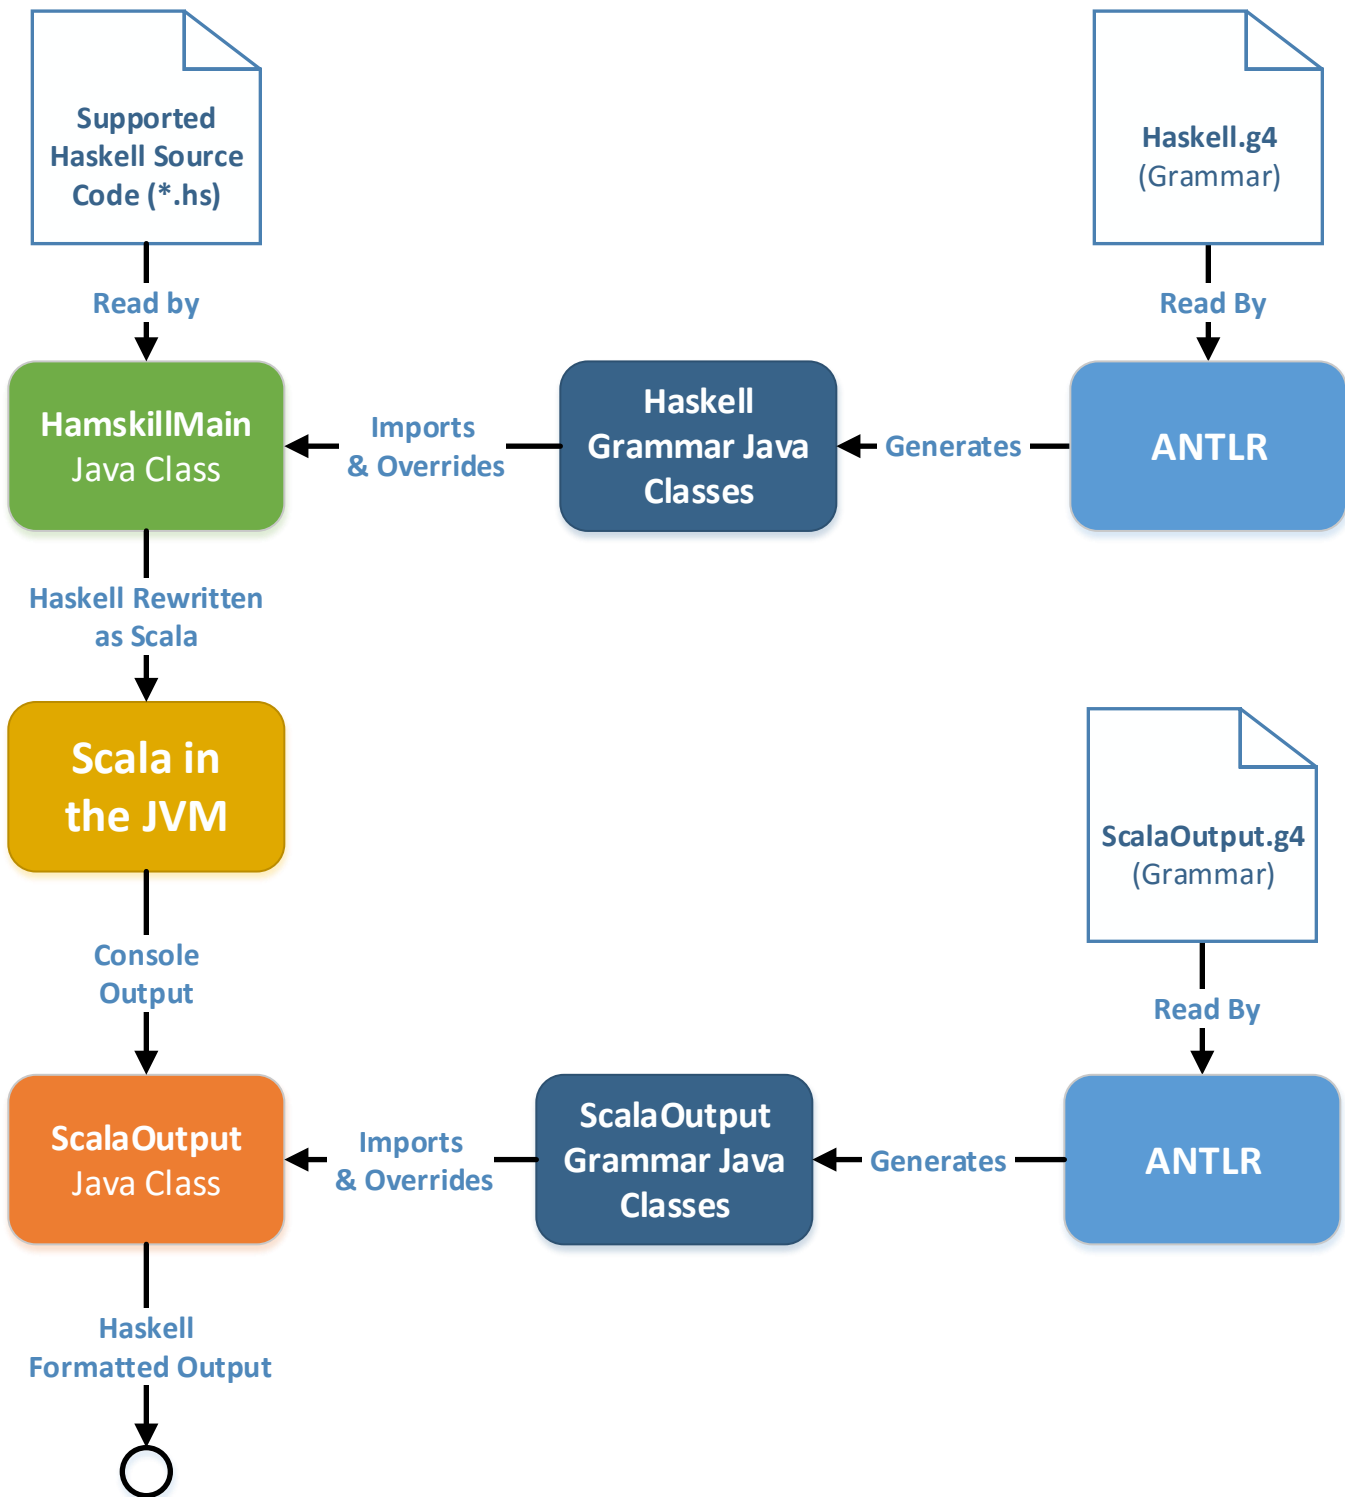 Supported
Haskell Source
Code (*.hs)
Haskell.g4
(Grammar)
Read by
Read By
HamskillMain
Java Class
Imports
& Overrides
Haskell
Grammar Java
Classes
Generates
ANTLR
Haskell Rewritten
as Scala
Scala in
the JVM
ScalaOutput.g4
(Grammar)
Console
Output
Read By
ScalaOutput
Java Class
Imports
& Overrides
ScalaOutput
Grammar Java
Classes
Generates
ANTLR
Haskell
Formatted Output